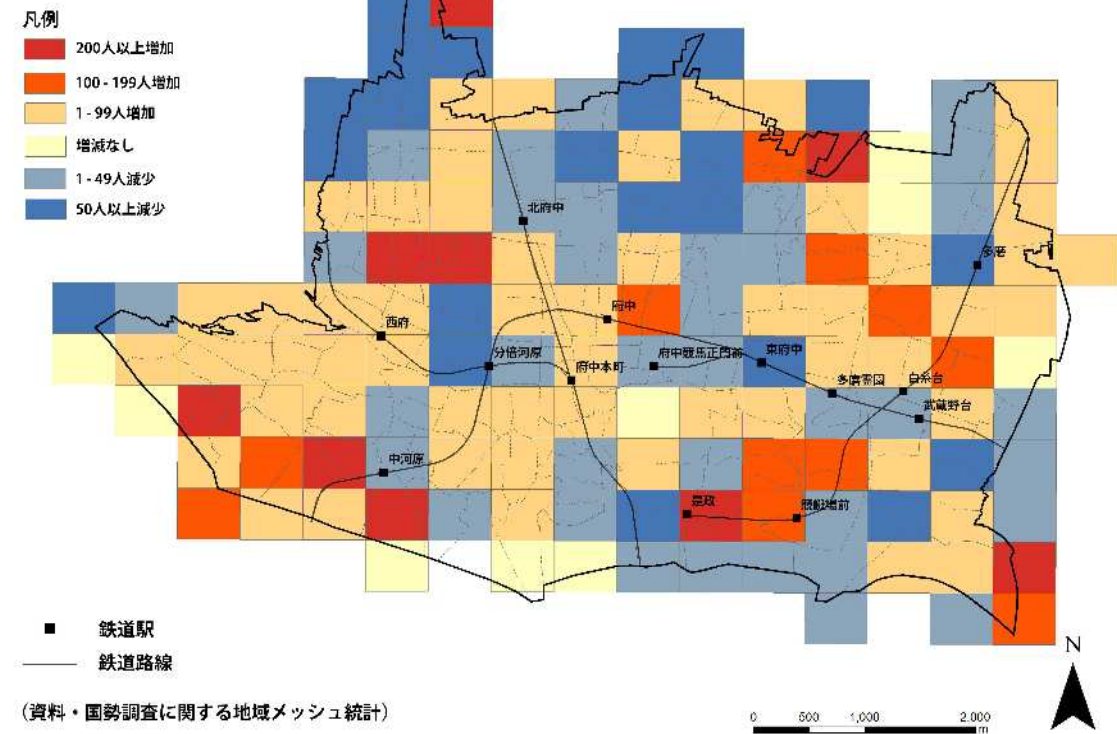 凡例
200人以上増加
100 - 199人増加
1 - 99人増加
増減なし
1 - 49人減少
50人以上減少
北府中
多磨
府中
西府
分倍河原
府中本町
府中競馬正門前
東府中
多磨霊園
白糸台
武蔵野台
中河原
是政
競艇場前
鉄道駅
鉄道路線
(資料・国勢調査に関する地域メッシュ統計)
N
0 500 1,000 2,000
m